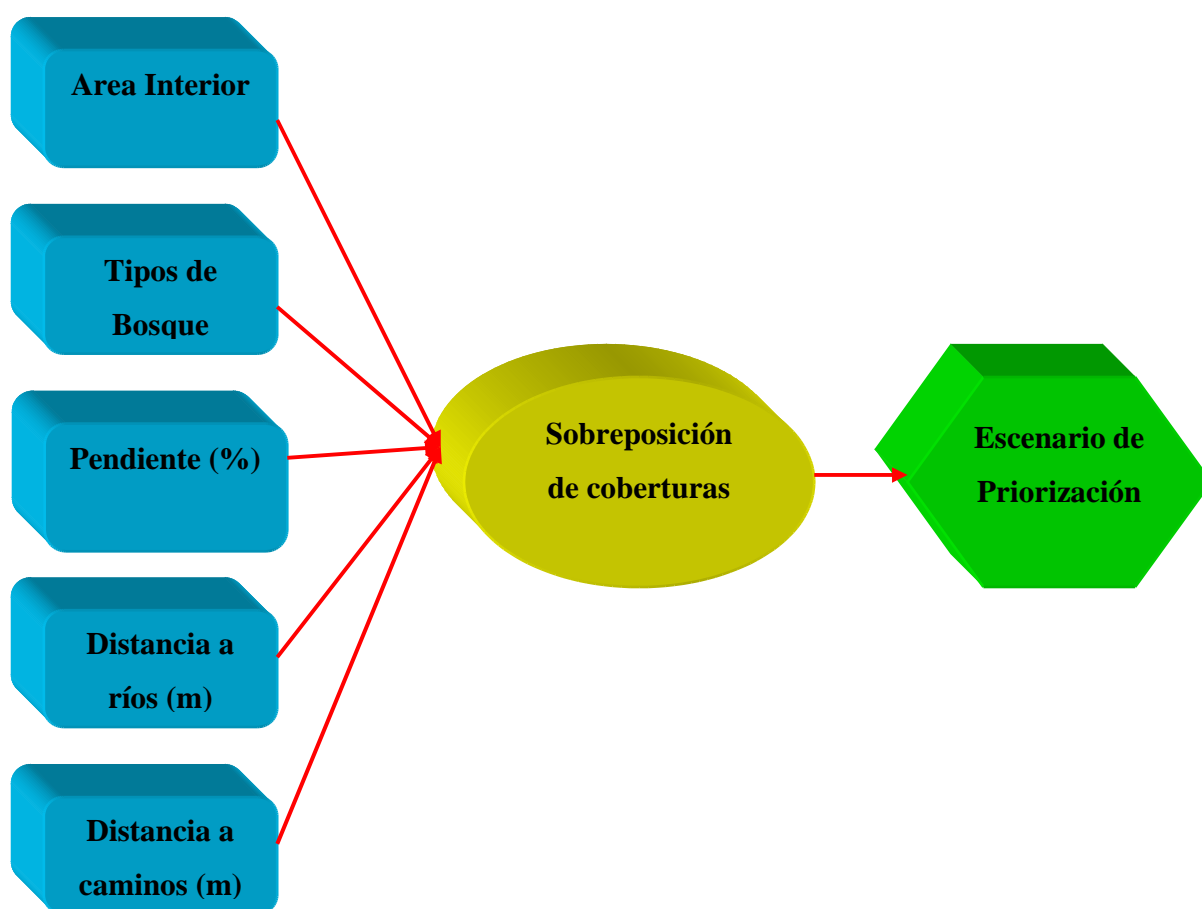 Area Interior
Tipos de
Bosque
Pendiente (%)
Distancia a
ríos (m)
Distancia a
caminos (m)
Sobreposición
de coberturas
Escenario de
Priorización